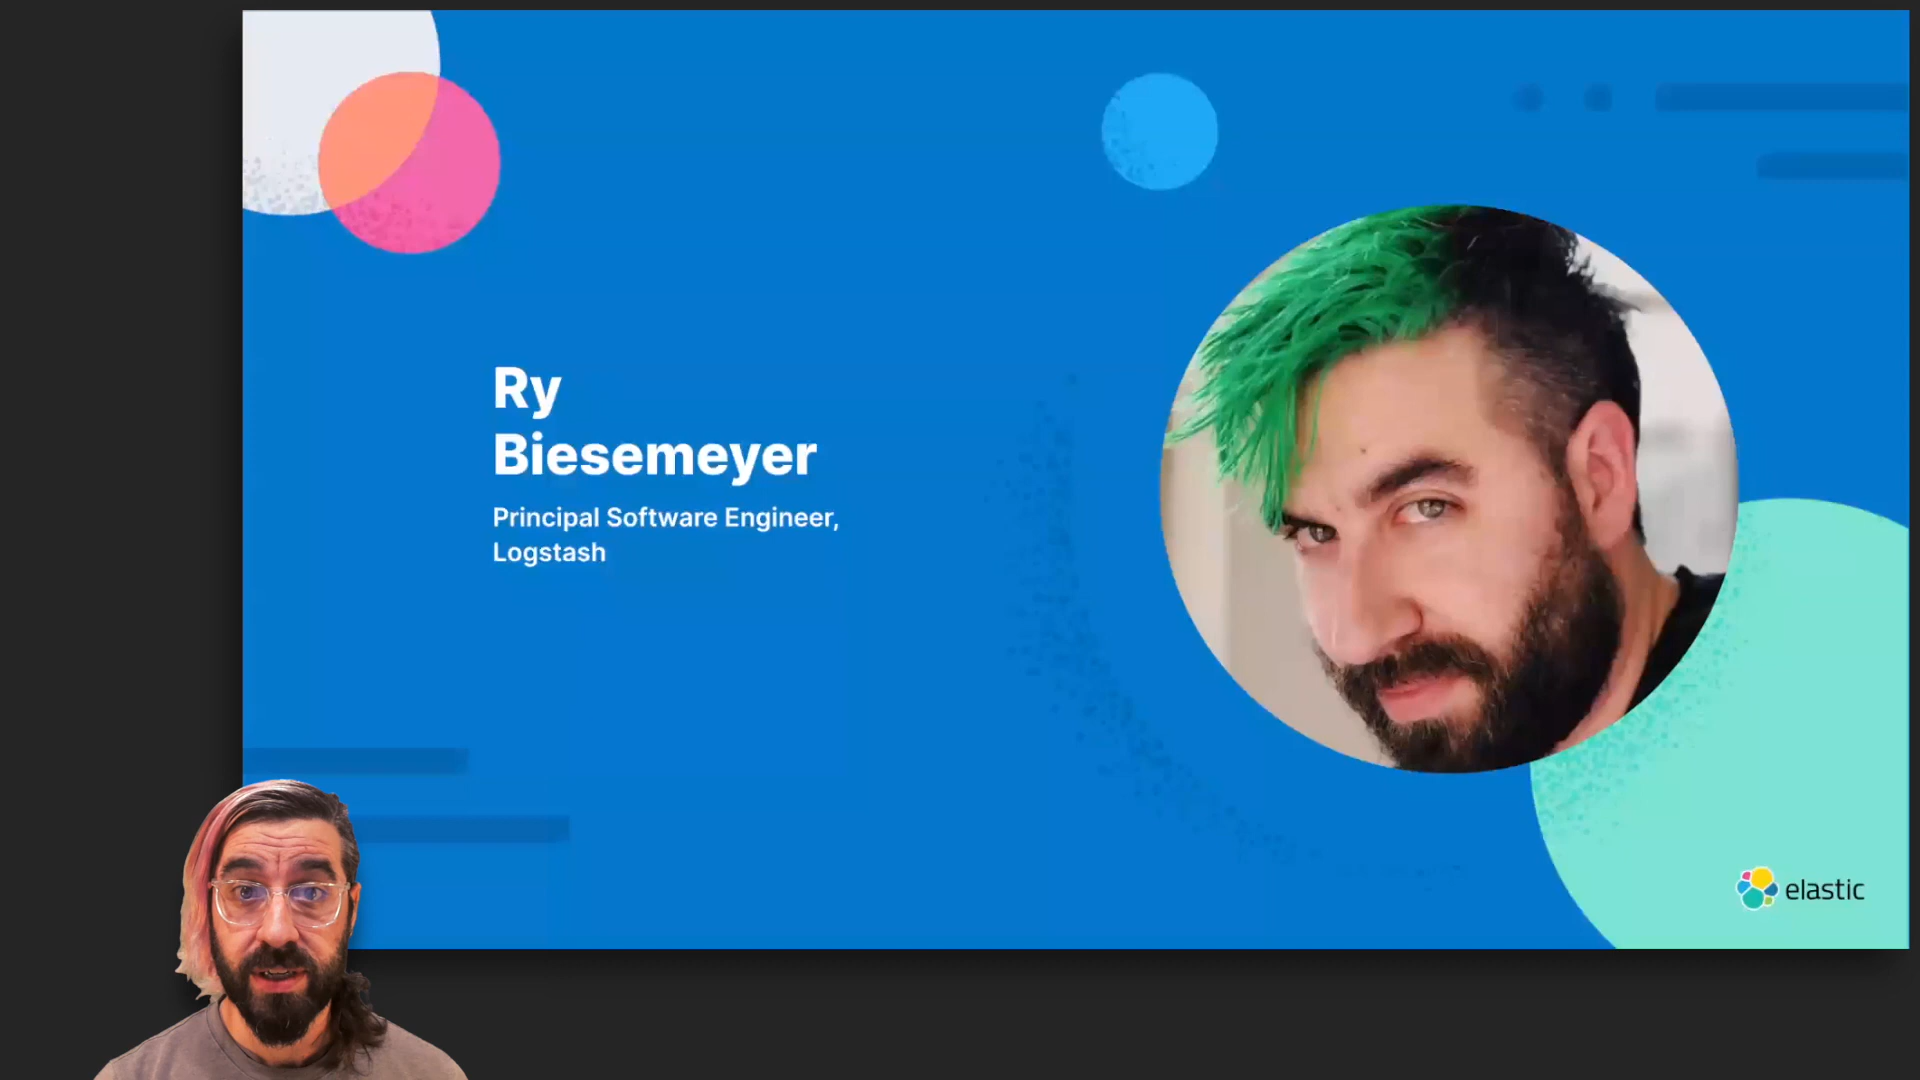 Ry
Biesemeyer
Principal Software Engineer,
Logstash
elastic